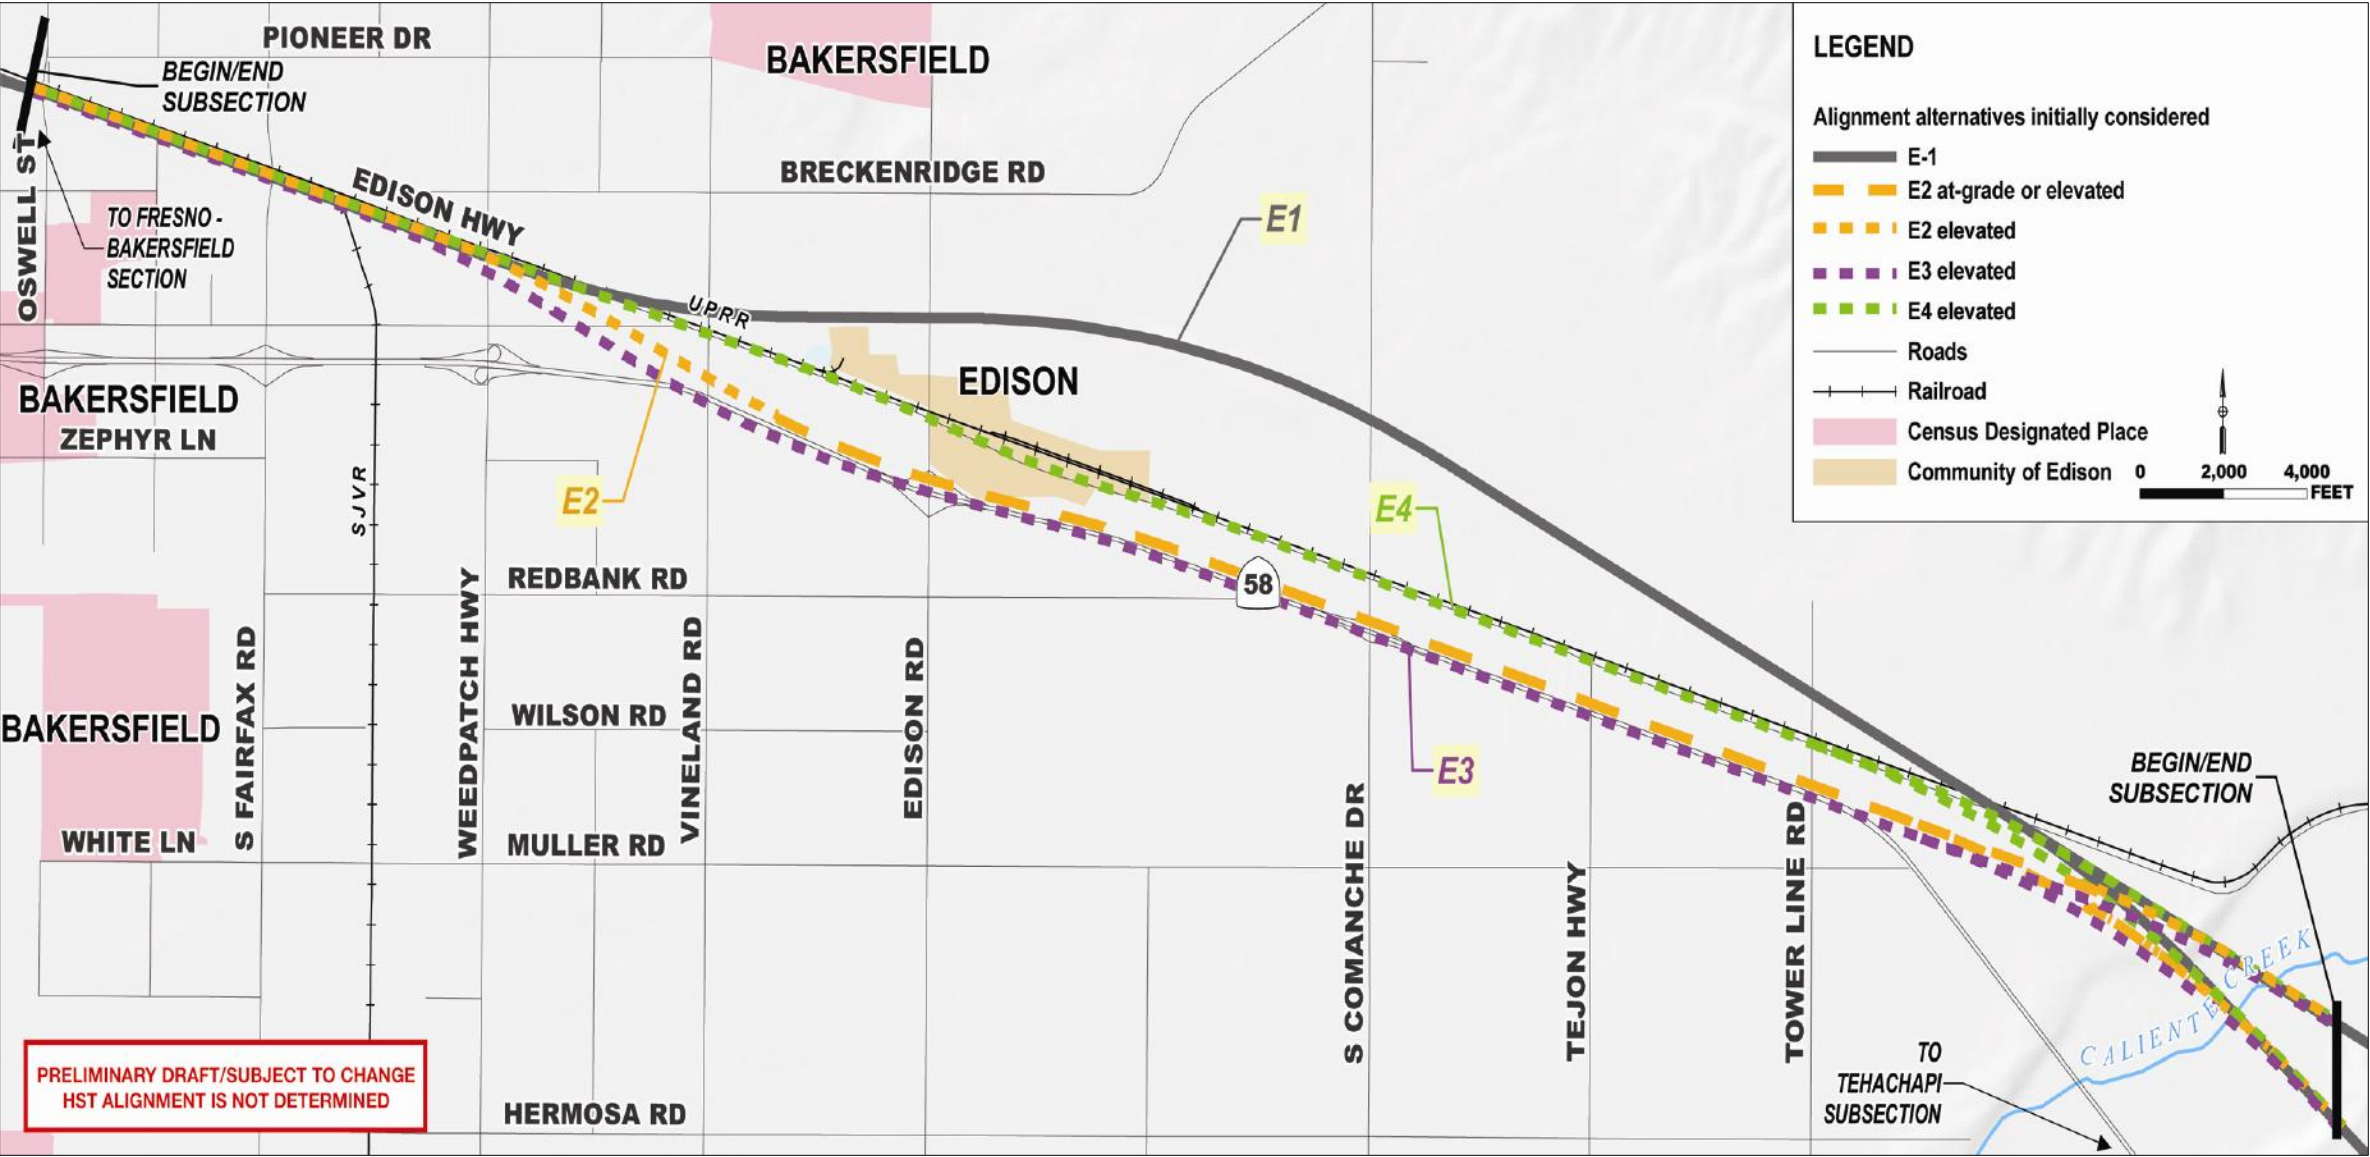 PIONEER DR
BAKERSFIELD
BEGIN/END
SUBSECTION
OSWELL ST
EDISON HWY
BRECKENRIDGE RD
TO FRESNO -
BAKERSFIELD
SECTION
E1
UPRR
EDISON
BAKERSFIELD
ZEPHYR LN
SJVR
E2
E4
58
REDBANK RD
WEEDPATCH HWY
S FAIRFAX RD
VINELAND RD
EDISON RD
WILSON RD
BAKERSFIELD
E3
WHITE LN
MULLER RD
S COMANCHE DR
TEJON HWY
TOWER LINE RD
BEGIN/END
SUBSECTION
CALIENTE CREEK
TO
TEHACHAPI
SUBSECTION
HERMOSA RD
PRELIMINARY DRAFT/SUBJECT TO CHANGE
HST ALIGNMENT IS NOT DETERMINED
LEGEND
Alignment alternatives initially considered
E-1
E2 at-grade or elevated
E2 elevated
E3 elevated
E4 elevated
Roads
Railroad
Census Designated Place
Community of Edison
0 2,000 4,000
FEET